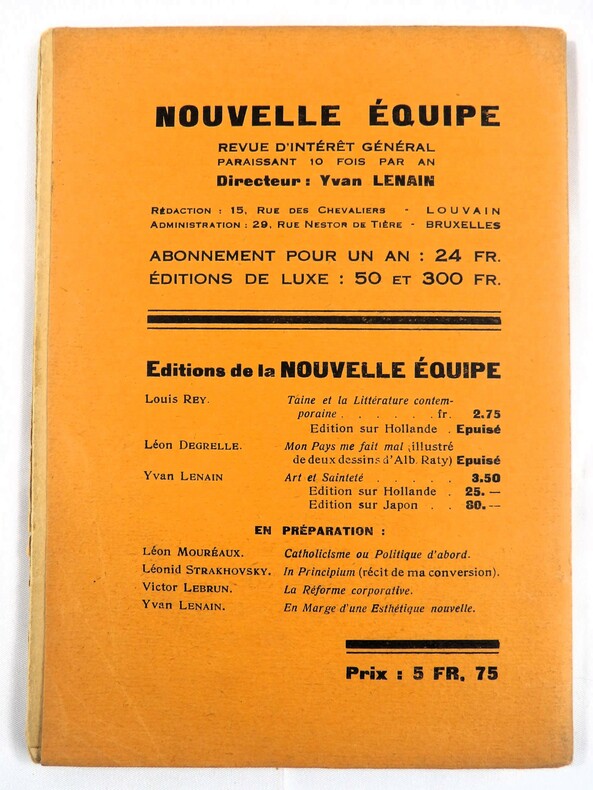 NOUVELLE ÉQUIPE
REVUE D'INTÉRÊT GÉNÉRAL
PARAISSANT 10 FOIS PAR AN
Directeur : Yvan LENAIN
RÉDACTION : 15, RUE DES CHEVALIERS - LOUVAIN
ADMINISTRATION : 29, RUE NESTOR DE TIÈRE - BRUXELLES
ABONNEMENT POUR UN AN : 24 FR.
ÉDITIONS DE LUXE : 50 ET 300 FR.
Editions de la NOUVELLE ÉQUIPE
Louis REY. Taine et la Littérature contem-
poraine . . . . . . fr. 2.75
Edition sur Hollande . Epuisé
Léon DEGRELLE. Mon Pays me fait mal (illustré
de deux dessins d'Alb. Raty) Epuisé
Yvan LENAIN Art et Sainteté . . . . . 3.50
Edition sur Hollande . 25. —
Edition sur Japon . . 80. —
EN PRÉPARATION :
Léon MOURÉAUX. Catholicisme ou Politique d'abord.
Léonid STRAKHOVSKY. In Principium (récit de ma conversion).
Victor LEBRUN. La Réforme corporative.
Yvan LENAIN. En Marge d'une Esthétique nouvelle.
Prix : 5 FR. 75